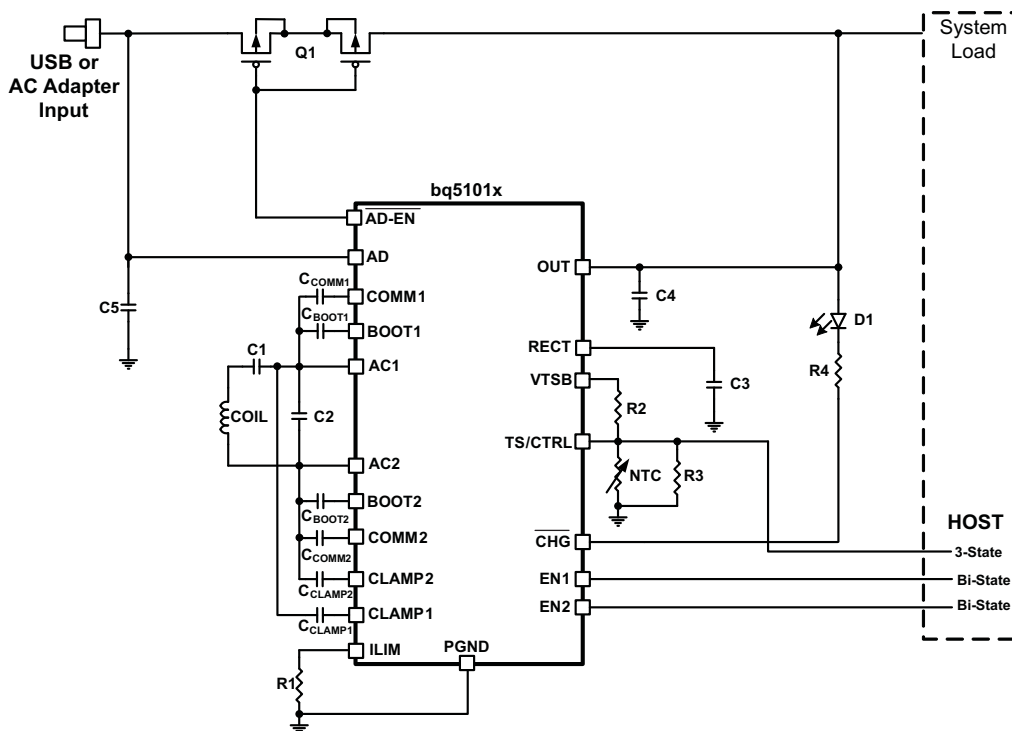 System
Load
Q1
USB or
AC Adapter
Input
bq5101x
AD-EN
AD
OUT
CCOMM1
COMM1
C5
C4
CBOOT1
BOOT1
D1
C1
RECT
AC1
VTSB
C3
R4
R2
COIL
C2
TS/CTRL
AC2
NTC
R3
BOOT2
CBOOT2
HOST
COMM2
CHG
3-State
CCOMM2
CLAMP2
EN1
Bi-State
CCLAMP2
EN2
Bi-State
CLAMP1
CCLAMP1
ILIM
PGND
R1